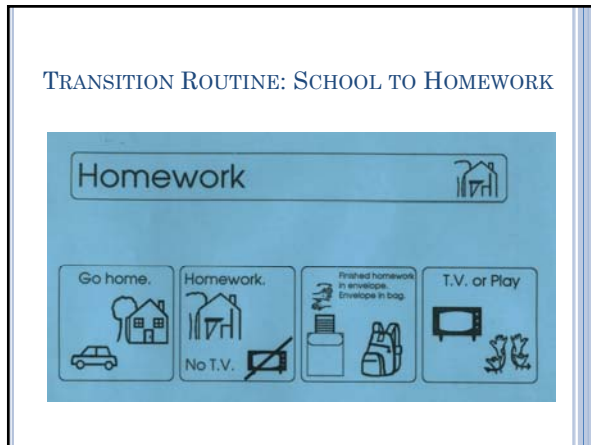 TRANSITION ROUTINE: SCHOOL TO HOMEWORK
Homework
Go home.
Homework.
No T.V.
Finished homework
in envelope.
Envelope in bag.
T.V. or Play